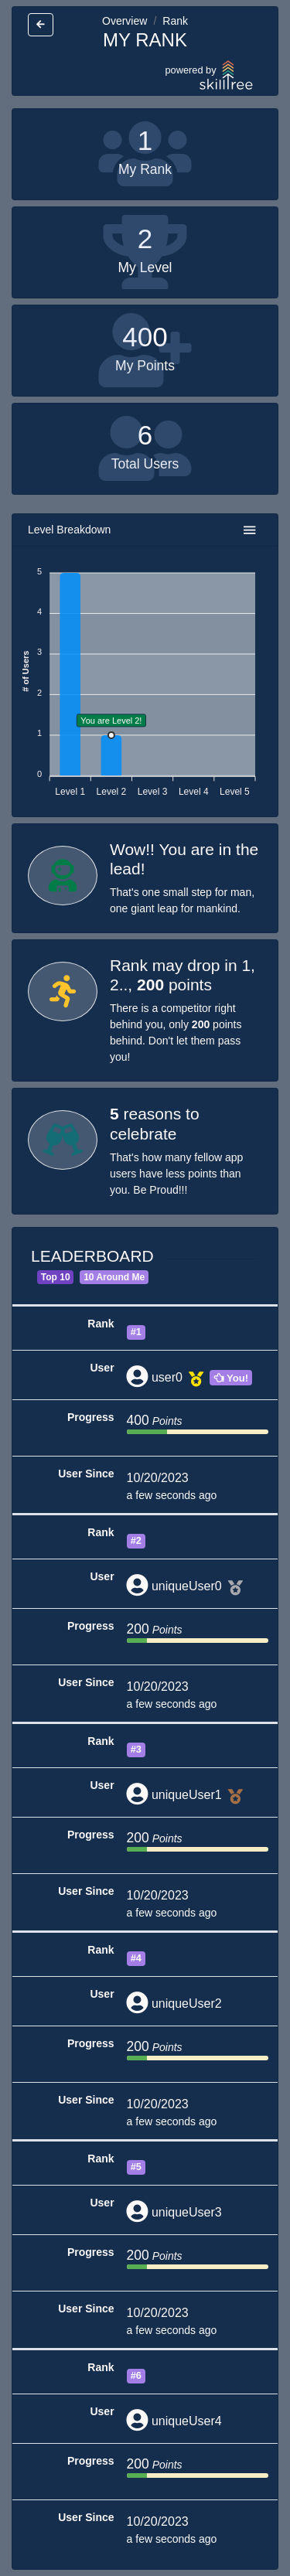 Overview / Rank
MY RANK
powered by
skilltree
1
My Rank
2
My Level
400
My Points
6
Total Users
Level Breakdown
5
4
3
2
1
0
# of Users
You are Level 2!
Level 1 Level 2 Level 3 Level 4 Level 5
Wow!! You are in the
lead!
That's one small step for man,
one giant leap for mankind.
Rank may drop in 1,
2.., 200 points
There is a competitor right
behind you, only 200 points
behind. Don't let them pass
you!
5 reasons to
celebrate
That's how many fellow app
users have less points than
you. Be Proud!!!
LEADERBOARD
Top 10 10 Around Me
Rank
#1
User
user0 You!
Progress
400 Points
User Since
10/20/2023
a few seconds ago
Rank
#2
User
uniqueUser0
Progress
200 Points
User Since
10/20/2023
a few seconds ago
Rank
#3
User
uniqueUser1
Progress
200 Points
User Since
10/20/2023
a few seconds ago
Rank
#4
User
uniqueUser2
Progress
200 Points
User Since
10/20/2023
a few seconds ago
Rank
#5
User
uniqueUser3
Progress
200 Points
User Since
10/20/2023
a few seconds ago
Rank
#6
User
uniqueUser4
Progress
200 Points
User Since
10/20/2023
a few seconds ago